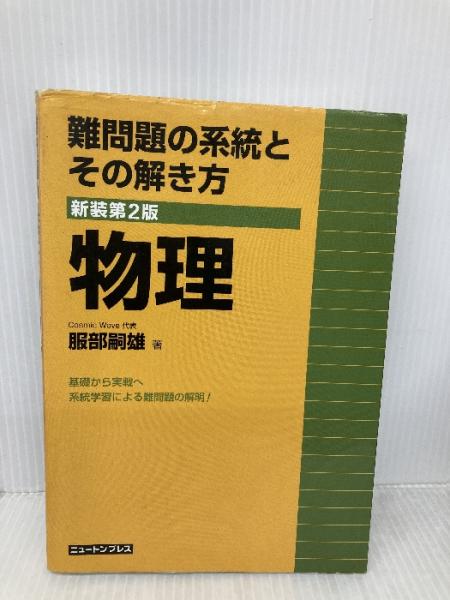 難問題の系統と
その解き方
新装第2版
物理
Cosmic Wave 代表
服部嗣雄 著
基礎から実戦へ
系統学習による難問題の解明!
ニュートンプレス